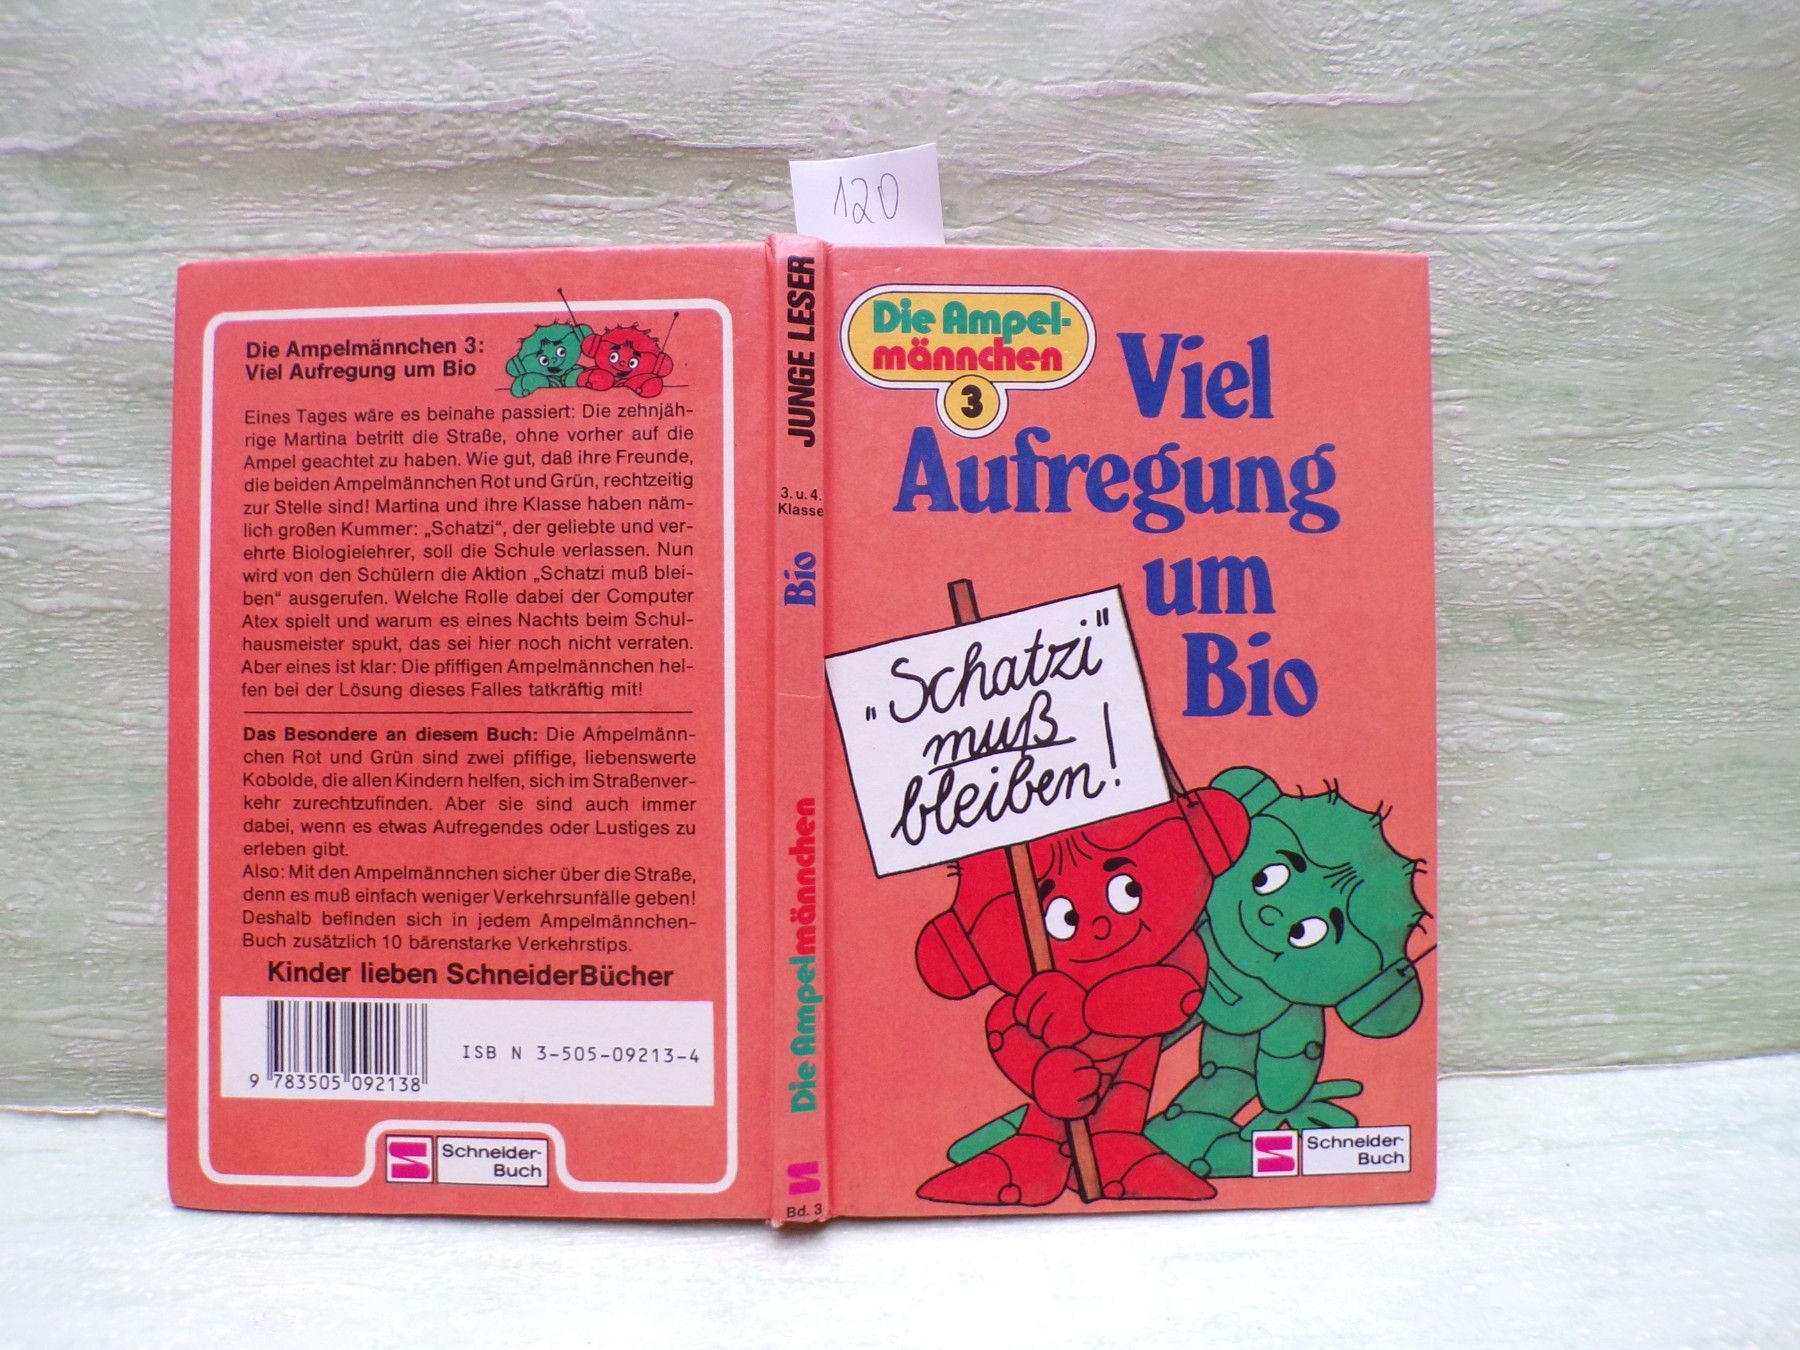 120
Die Ampelmännchen 3:
Viel Aufregung um Bio
Eines Tages wäre es beinahe passiert: Die zehnjäh-
rige Martina betritt die Straße, ohne vorher auf die
Ampel geachtet zu haben. Wie gut, daß ihre Freunde,
die beiden Ampelmännchen Rot und Grün, rechtzeitig
zur Stelle sind! Martina und ihre Klasse haben näm-
lich großen Kummer: „Schatzi“, der geliebte und ver-
ehrte Biologielehrer, soll die Schule verlassen. Nun
wird von den Schülern die Aktion „Schatzi muß blei-
ben“ ausgerufen. Welche Rolle dabei der Computer
Atex spielt und warum es eines Nachts beim Schul-
hausmeister spukt, das sei hier noch nicht verraten.
Aber eines ist klar: Die pfiffigen Ampelmännchen hel-
fen bei der Lösung dieses Falles tatkräftig mit!
Das Besondere an diesem Buch: Die Ampelmänn-
chen Rot und Grün sind zwei pfiffige, liebenswerte
Kobolde, die allen Kindern helfen, sich im Straßenver-
kehr zurechtzufinden. Aber sie sind auch immer
dabei, wenn es etwas Aufregendes oder Lustiges zu
erleben gibt.
Also: Mit den Ampelmännchen sicher über die Straße,
denn es muß einfach weniger Verkehrsunfälle geben!
Deshalb befinden sich in jedem Ampelmännchen-
Buch zusätzlich 10 bärenstarke Verkehrstips.
Kinder lieben SchneiderBücher
ISB N 3-505-09213-4
9 783505 092138
Schneider-
Buch
JUNGE LESER
3. u. 4.
Klasse
Bio
Die Ampelmännchen
Bd. 3
Die Ampel-
männchen
3
Viel
Aufregung
um
Bio
„Schatzi“
muß
bleiben!
Schneider-
Buch